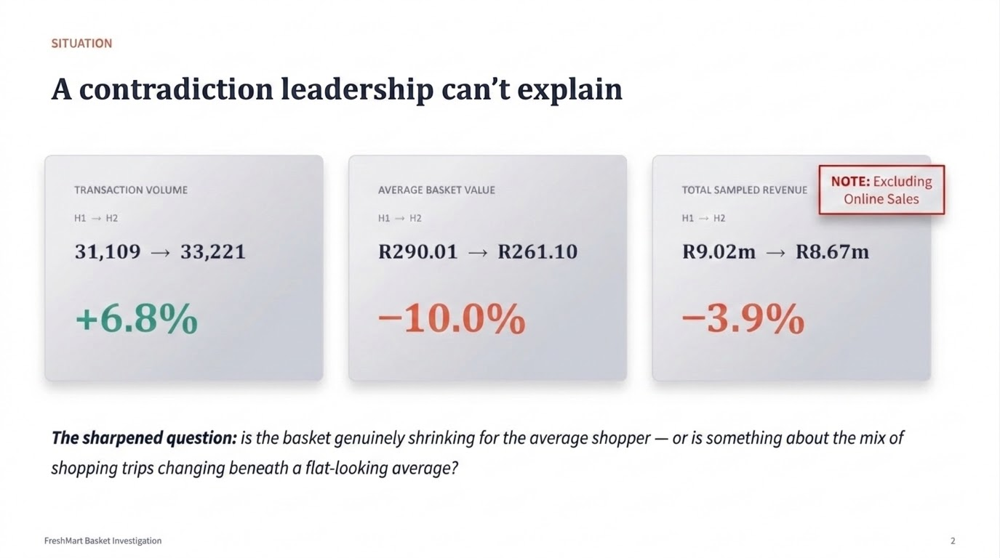 SITUATION
A contradiction leadership can’t explain
TRANSACTION VOLUME
H1 → H2
31,109 → 33,221
+6.8%
AVERAGE BASKET VALUE
H1 → H2
R290.01 → R261.10
−10.0%
TOTAL SAMPLED REVENUE
NOTE: Excluding
Online Sales
H1 → H2
R9.02m → R8.67m
−3.9%
The sharpened question: is the basket genuinely shrinking for the average shopper — or is something about the mix of
shopping trips changing beneath a flat-looking average?
FreshMart Basket Investigation
2